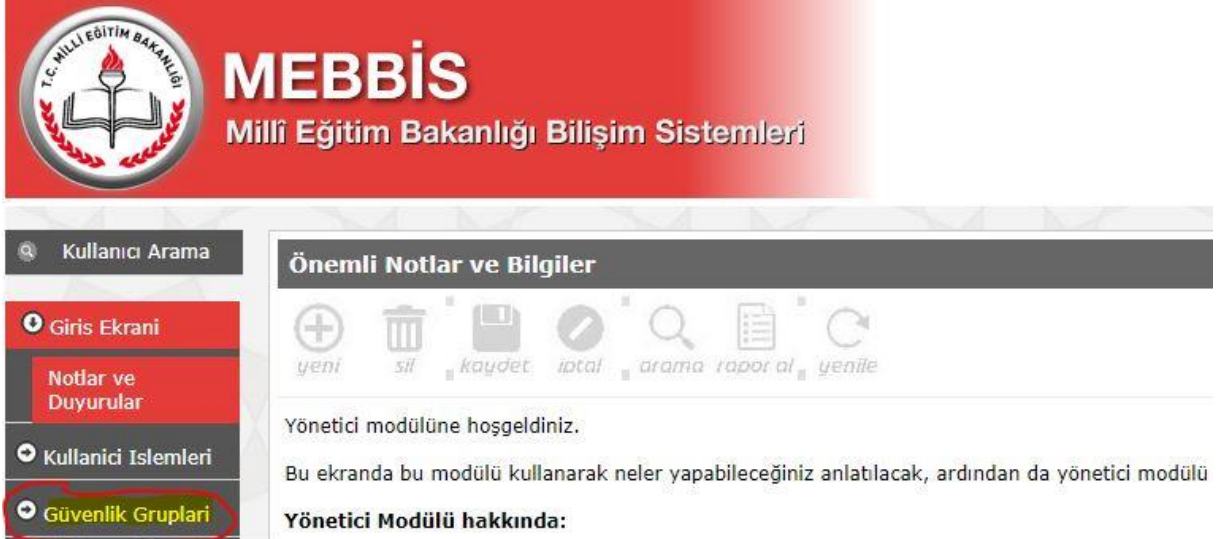 T.C. MİLLİ EĞİTİM BAKANLIĞI
MEBBİS
Millî Eğitim Bakanlığı Bilişim Sistemleri
Kullanıcı Arama
Giris Ekrani
Notlar ve
Duyurular
Kullanici Islemleri
Güvenlik Gruplari
Önemli Notlar ve Bilgiler
yeni sil kaydet iptal arama rapor al yenile
Yönetici modülüne hoşgeldiniz.
Bu ekranda bu modülü kullanarak neler yapabileceğiniz anlatılacak, ardından da yönetici modülü
Yönetici Modülü hakkında: